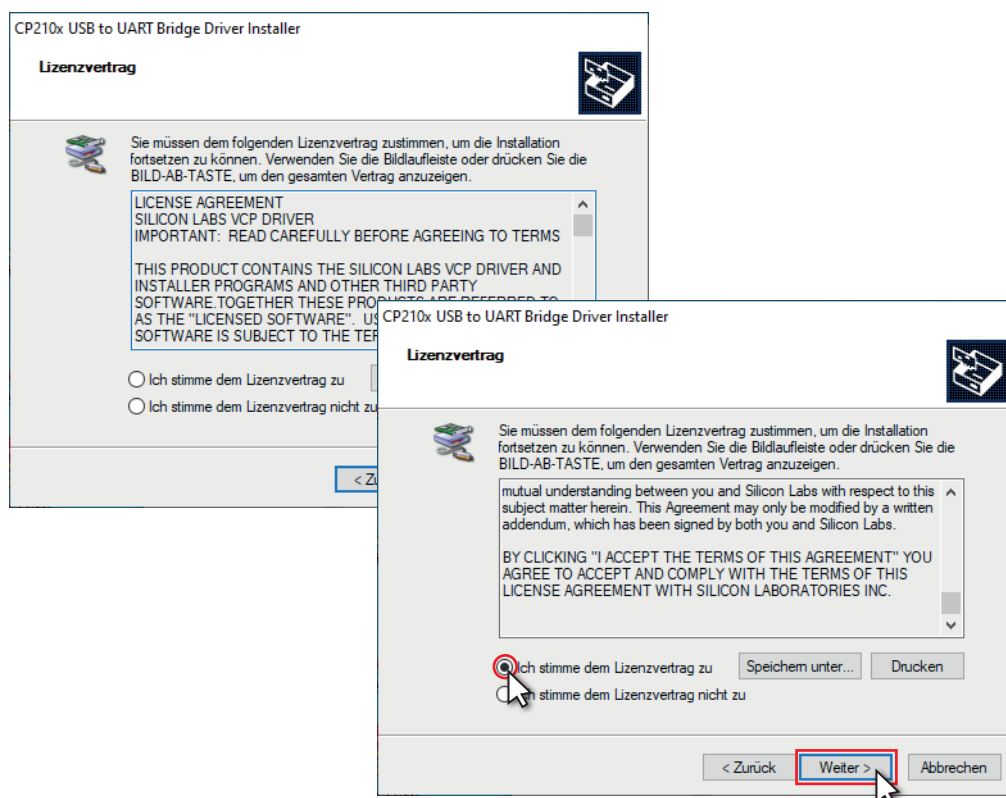 CP210x USB to UART Bridge Driver Installer
Lizenzvertrag
Sie müssen dem folgenden Lizenzvertrag zustimmen, um die Installation
fortsetzen zu können. Verwenden Sie die Bildlaufleiste oder drücken Sie die
BILD-AB-TASTE, um den gesamten Vertrag anzuzeigen.
LICENSE AGREEMENT
SILICON LABS VCP DRIVER
IMPORTANT: READ CAREFULLY BEFORE AGREEING TO TERMS
THIS PRODUCT CONTAINS THE SILICON LABS VCP DRIVER AND
INSTALLER PROGRAMS AND OTHER THIRD PARTY
SOFTWARE.TOGETHER THESE PRODUCTS ARE REFERRED TO
AS THE "LICENSED SOFTWARE".
SOFTWARE IS SUBJECT TO THE
Ich stimme dem Lizenzvertrag zu
Ich stimme dem Lizenzvertrag nicht zu
<
CP210x USB to UART Bridge Driver Installer
Lizenzvertrag
Sie müssen dem folgenden Lizenzvertrag zustimmen, um die Installation
fortsetzen zu können. Verwenden Sie die Bildlaufleiste oder drücken Sie die
BILD-AB-TASTE, um den gesamten Vertrag anzuzeigen.
mutual understanding between you and Silicon Labs with respect to this
subject matter herein. This Agreement may only be modified by a written
addendum, which has been signed by both you and Silicon Labs.
BY CLICKING "I ACCEPT THE TERMS OF THIS AGREEMENT" YOU
AGREE TO ACCEPT AND COMPLY WITH THE TERMS OF THIS
LICENSE AGREEMENT WITH SILICON LABORATORIES INC.
Ich stimme dem Lizenzvertrag zu Speichern unter... Drucken
Ich stimme dem Lizenzvertrag nicht zu
< Zurück Weiter > Abbrechen